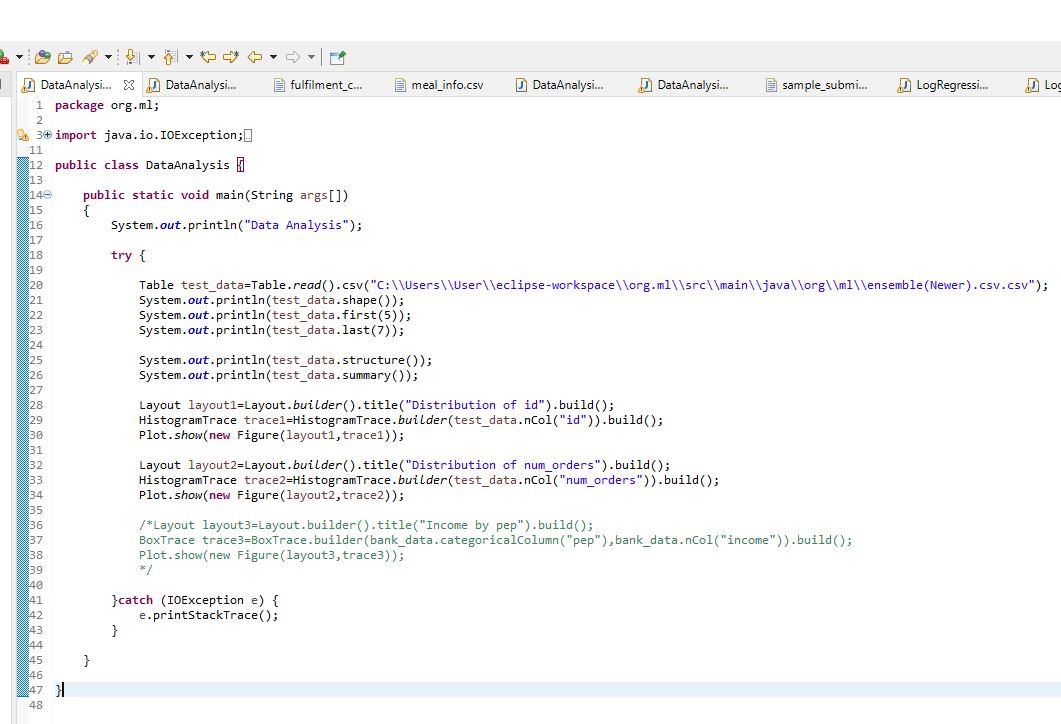 DataAnalysi... DataAnalysi... fulfilment_c... meal_info.csv DataAnalysi... DataAnalysi... sample_submi... LogRegressi... Log
1 package org.ml;
2
3 import java.io.IOException;
11
12 public class DataAnalysis {
13
14 public static void main(String args[])
15 {
16 System.out.println("Data Analysis");
17
18 try {
19
20 Table test_data=Table.read().csv("C:\\Users\\User\\eclipse-workspace\\org.ml\\src\\main\\java\\org\\ml\\ensemble(Newer).csv.csv");
21 System.out.println(test_data.shape());
22 System.out.println(test_data.first(5));
23 System.out.println(test_data.last(7));
24
25 System.out.println(test_data.structure());
26 System.out.println(test_data.summary());
27
28 Layout layout1=Layout.builder().title("Distribution of id").build();
29 HistogramTrace trace1=HistogramTrace.builder(test_data.nCol("id")).build();
30 Plot.show(new Figure(layout1,trace1));
31
32 Layout layout2=Layout.builder().title("Distribution of num_orders").build();
33 HistogramTrace trace2=HistogramTrace.builder(test_data.nCol("num_orders")).build();
34 Plot.show(new Figure(layout2,trace2));
35
36 /*Layout layout3=Layout.builder().title("Income by pep").build();
37 BoxTrace trace3=BoxTrace.builder(bank_data.categoricalColumn("pep"),bank_data.nCol("income")).build();
38 Plot.show(new Figure(layout3,trace3));
39 */
40
41 }catch (IOException e) {
42 e.printStackTrace();
43 }
44
45 }
46
47 }
48